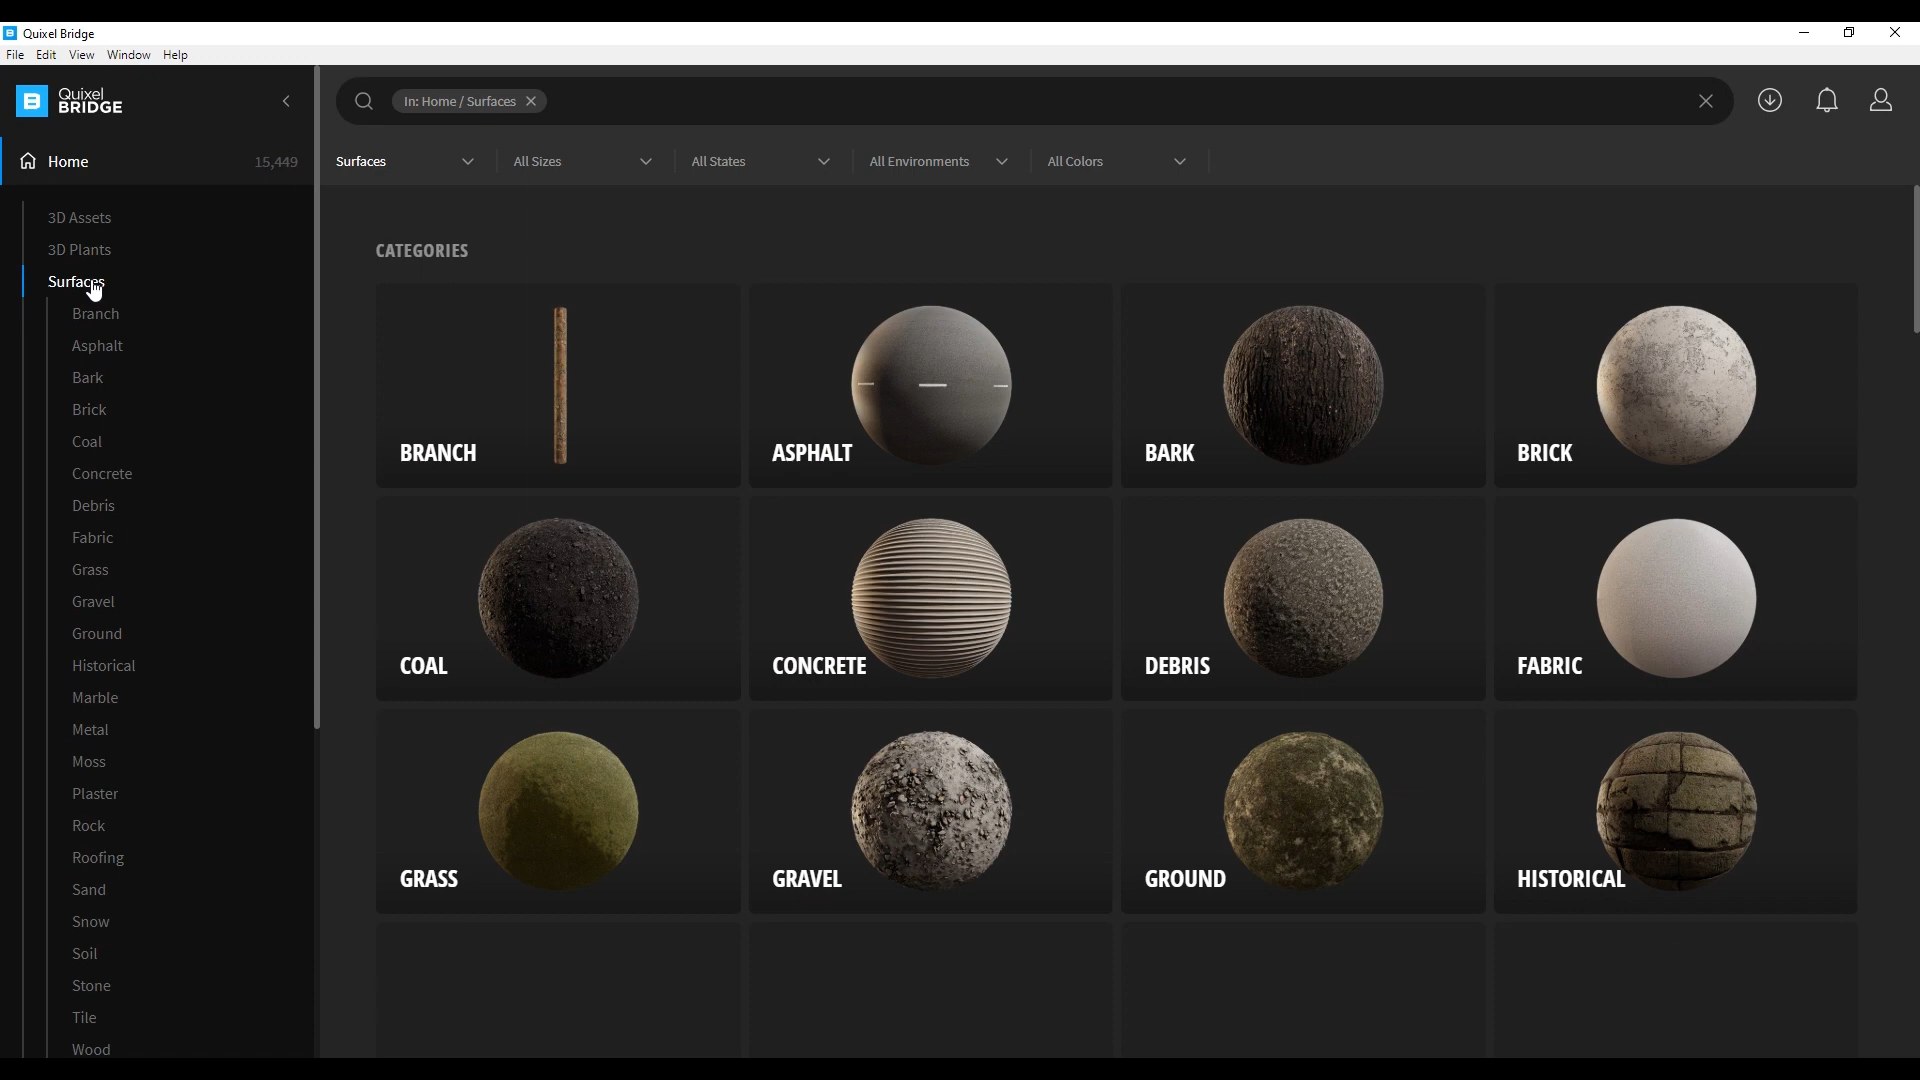 Quixel Bridge
File Edit View Window Help
Quixel
BRIDGE
In: Home / Surfaces
Home 15,449
Surfaces All Sizes All States All Environments All Colors
3D Assets
3D Plants
Surfaces
Branch
Asphalt
Bark
Brick
Coal
Concrete
Debris
Fabric
Grass
Gravel
Ground
Historical
Marble
Metal
Moss
Plaster
Rock
Roofing
Sand
Snow
Soil
Stone
Tile
Wood
CATEGORIES
BRANCH ASPHALT BARK BRICK
COAL CONCRETE DEBRIS FABRIC
GRASS GRAVEL GROUND HISTORICAL